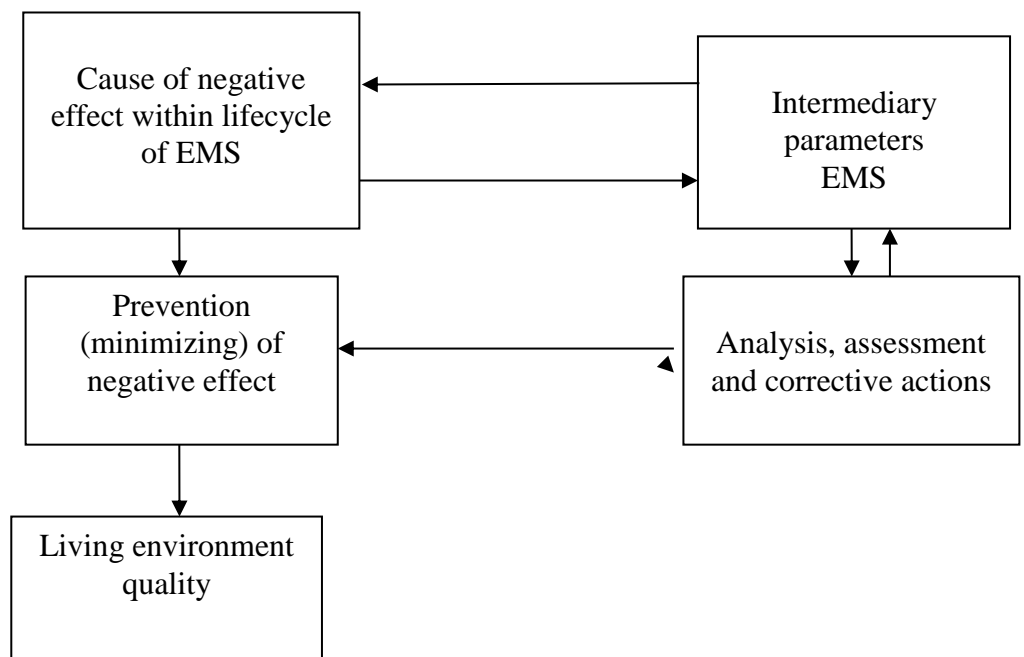 Cause of negative
effect within lifecycle
of EMS
Intermediary
parameters
EMS
Prevention
(minimizing) of
negative effect
Analysis, assessment
and corrective actions
Living environment
quality